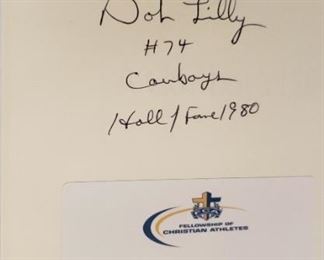 Bob Lilly
#74
Cowboys
Hall of Fame 1980
FELLOWSHIP OF
CHRISTIAN ATHLETES